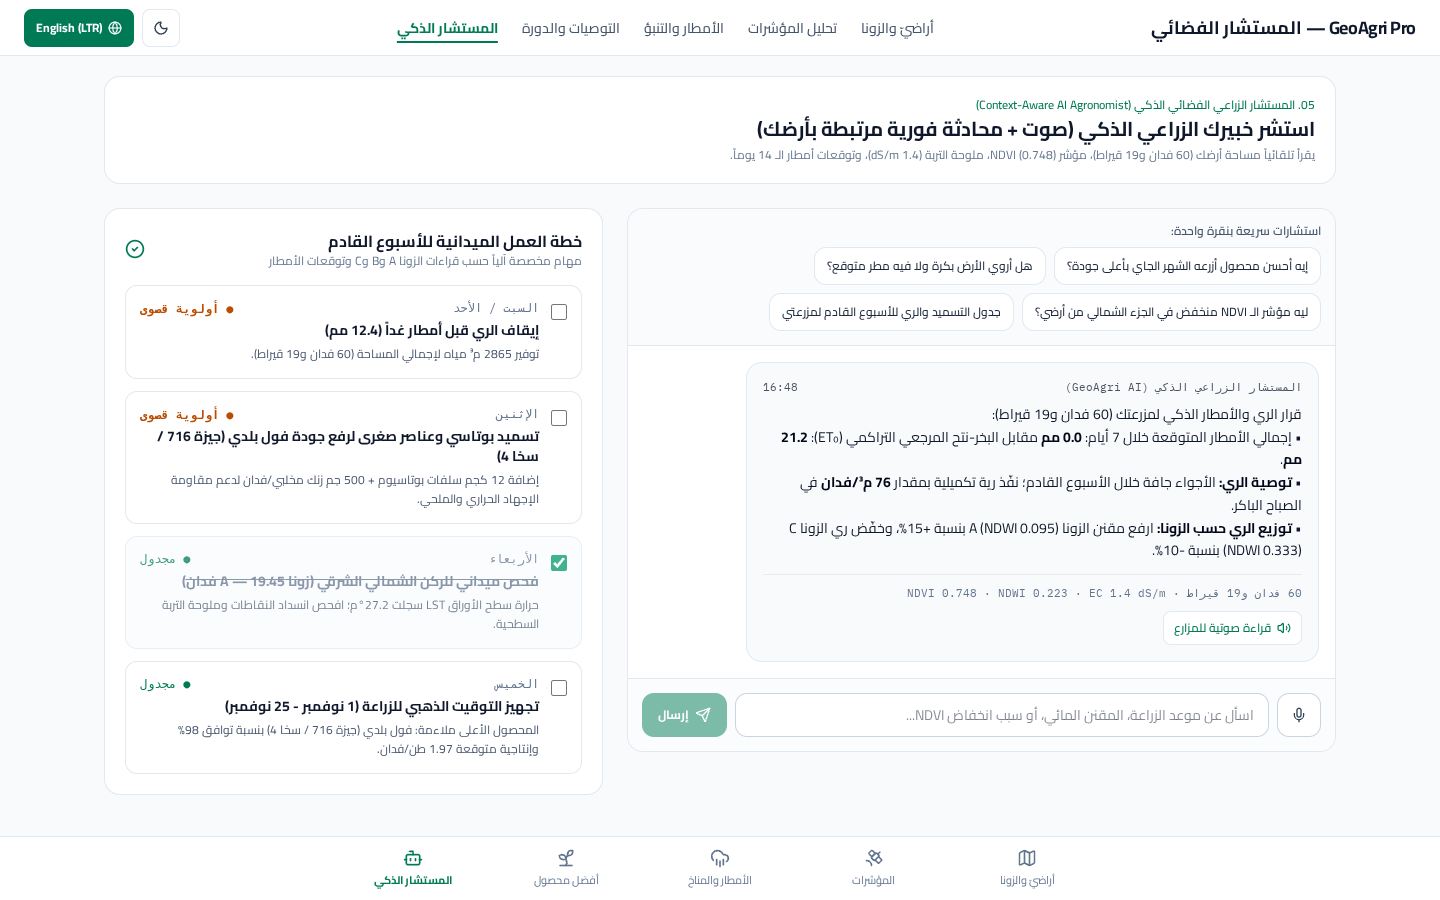 GeoAgri Pro — المستشار الفضائي
أراضيّ والزونا
تحليل المؤشرات
الأمطار والتنبؤ
التوصيات والدورة
المستشار الذكي
English (LTR)
05. المستشار الزراعي الفضائي الذكي (Context-Aware AI Agronomist)
استشر خبيرك الزراعي الذكي (صوت + محادثة فورية مرتبطة بأرضك)
يقرأ تلقائياً مساحة أرضك (60 فدان و19 قيراط)، مؤشر NDVI (0.748)، ملوحة التربة (1.4 dS/m)، وتوقعات أمطار الـ 14 يوماً.
استشارات سريعة بنقرة واحدة:
إيه أحسن محصول أزرعه الشهر الجاي بأعلى جودة؟
هل أروي الأرض بكرة ولا فيه مطر متوقع؟
ليه مؤشر الـ NDVI منخفض في الجزء الشمالي من أرضي؟
جدول التسميد والري للأسبوع القادم لمزرعتي
المستشار الزراعي الذكي (GeoAgri AI)
16:48
قرار الري والأمطار الذكي لمزرعتك (60 فدان و19 قيراط):
• إجمالي الأمطار المتوقعة خلال 7 أيام: 0.0 مم مقابل البخر-نتح المرجعي التراكمي (ET₀): 21.2
مم.
• توصية الري: الأجواء جافة خلال الأسبوع القادم؛ نفّذ رية تكميلية بمقدار 76 م³/فدان في
الصباح الباكر.
• توزيع الري حسب الزونا: ارفع مقنن الزونا A (NDWI 0.095) بنسبة +15%، وخفّض ري الزونا C
(NDWI 0.333) بنسبة -10%.
60 فدان و19 قيراط · NDVI 0.748 · NDWI 0.223 · EC 1.4 dS/m
قراءة صوتية للمزارع
اسأل عن موعد الزراعة، المقنن المائي، أو سبب انخفاض NDVI...
إرسال
خطة العمل الميدانية للأسبوع القادم
مهام مخصصة آلياً حسب قراءات الزونا A وB وC وتوقعات الأمطار
السبت / الأحد
● أولوية قصوى
إيقاف الري قبل أمطار غداً (12.4 مم)
توفير 2865 م³ مياه لإجمالي المساحة (60 فدان و19 قيراط).
الإثنين
● أولوية قصوى
تسميد بوتاسي وعناصر صغرى لرفع جودة فول بلدي (جيزة 716 /
سخا 4)
إضافة 12 كجم سلفات بوتاسيوم + 500 جم زنك مخلبي/فدان لدعم مقاومة
الإجهاد الحراري والملحي.
الأربعاء
● مجدول
فحص ميداني للركن الشمالي الشرقي (زونا A — 19.45 فدان)
حرارة سطح الأوراق LST سجلت 27.2°م؛ افحص انسداد النقاطات وملوحة التربة
السطحية.
الخميس
● مجدول
تجهيز التوقيت الذهبي للزراعة (1 نوفمبر - 25 نوفمبر)
المحصول الأعلى ملاءمة: فول بلدي (جيزة 716 / سخا 4) بنسبة توافق 98%
وإنتاجية متوقعة 1.97 طن/فدان.
أراضيّ والزونا
المؤشرات
الأمطار والمناخ
أفضل محصول
المستشار الذكي